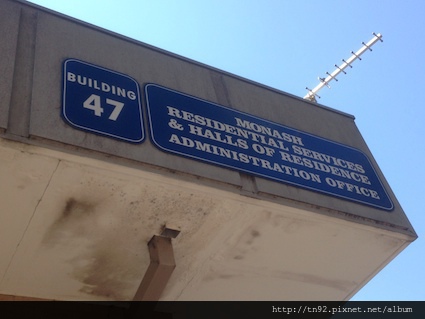 BUILDING
47
MONASH
RESIDENTIAL SERVICES
& HALLS OF RESIDENCE
ADMINISTRATION OFFICE
http://tn92.pixnet.net/album